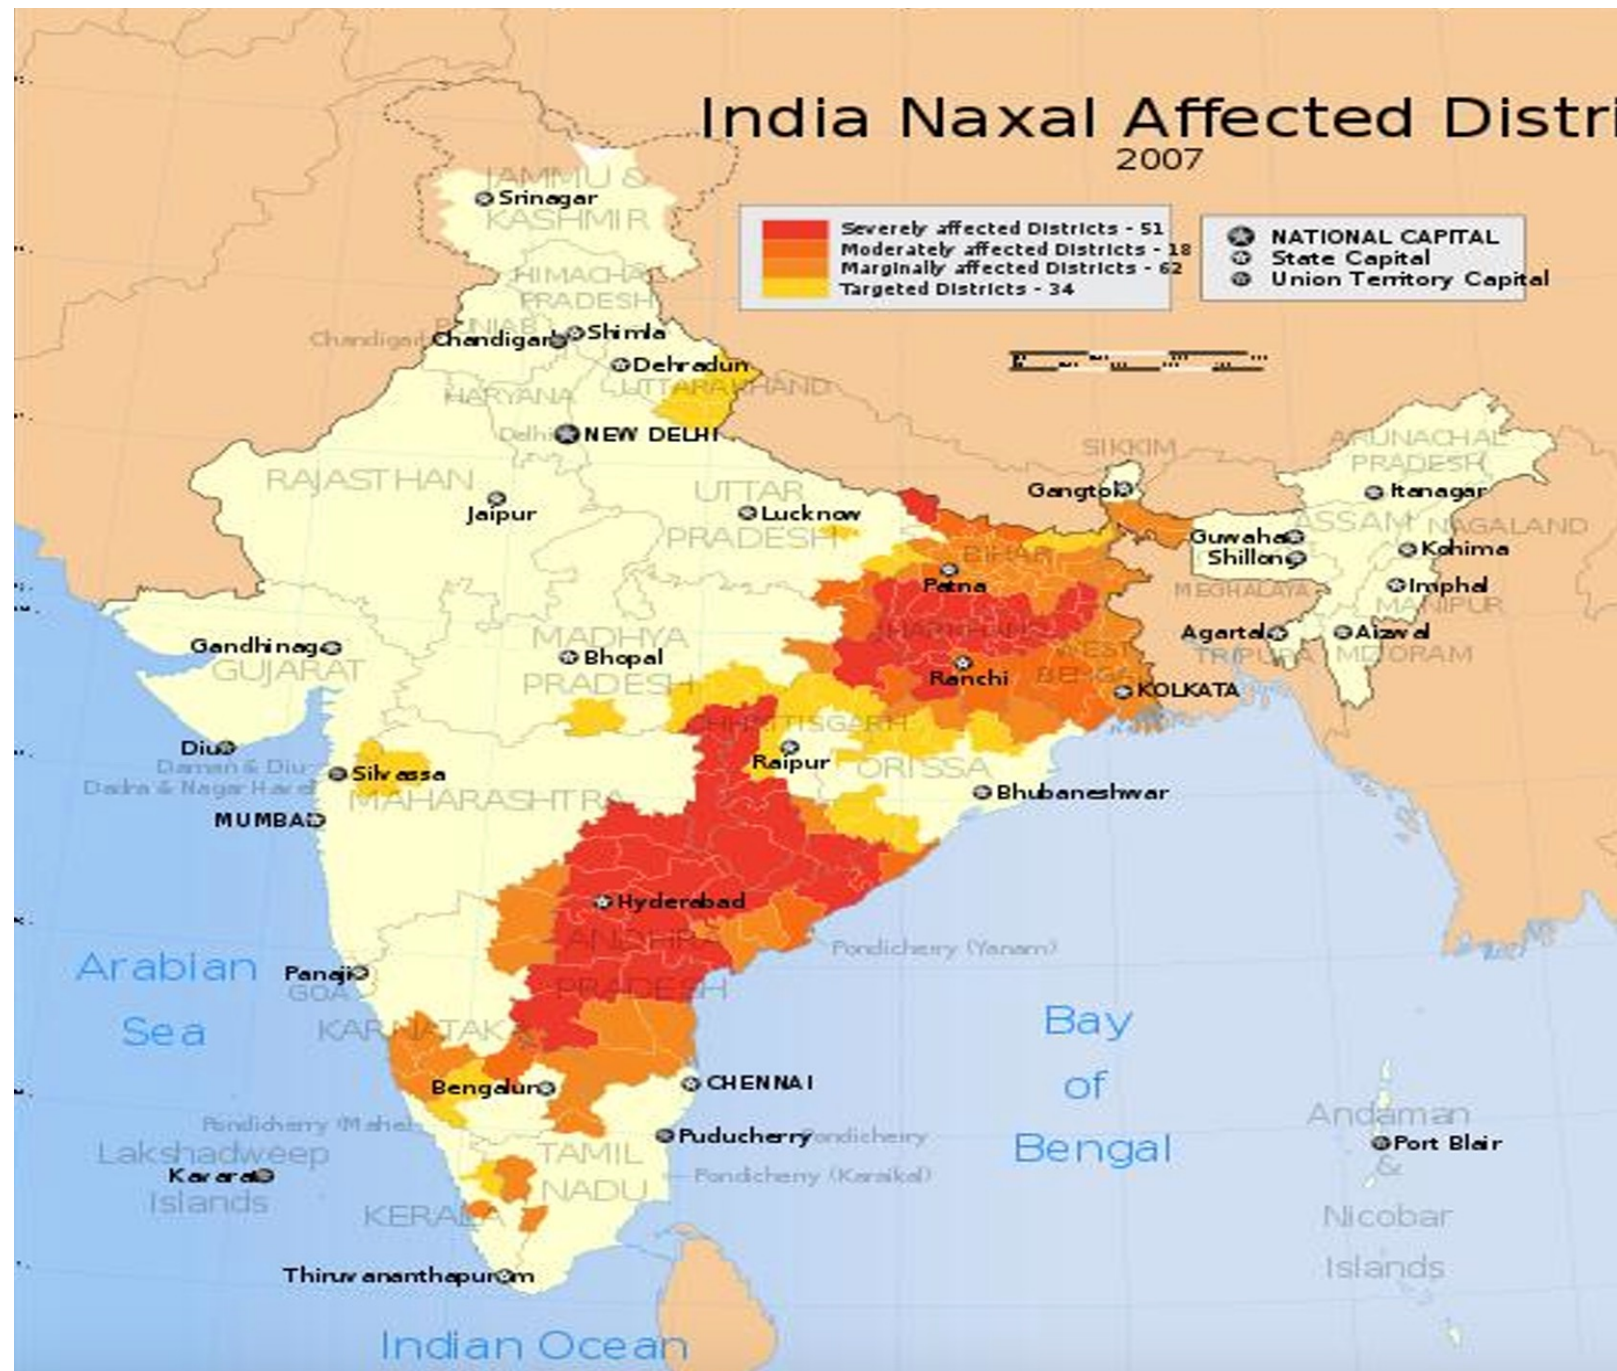 India Naxal Affected Distri
2007
Severely affected Districts - 51
Moderately affected Districts - 18
Marginally affected Districts - 62
Targeted Districts - 34
NATIONAL CAPITAL
State Capital
Union Territory Capital
JAMMU &
Srinagar
KASHMIR
HIMACHAL
PRADESH
PUNJAB
Shimla
Chandigarh
Dehradun
UTTARAKHAND
HARYANA
Delhi
NEW DELHI
SIKKIM
ARUNACHAL
PRADESH
RAJASTHAN
UTTAR
Gangtok
Itanagar
Jaipur
Lucknow
ASSAM
NAGALAND
PRADESH
Guwaha
BIHAR
Kohima
Shillong
Patna
Imphal
MEGHALAYA
MANIPUR
JHARKHAND
Agartala
Aizwal
MADHYA
Gandhinag
WEST
TRIPURA
MIZORAM
Bhopal
GUJARAT
PRADESH
Ranchi
BENGAL
KOLKATA
CHHATTISGARH
Diu
Raipur
ORISSA
Daman & Diu
Silvassa
Dadra & Nagar Haveli
MAHARASHTRA
Bhubaneshwar
MUMBAI
Hyderabad
ANDHRA
Pondicherry (Yanam)
Arabian
Panaji
GOA
PRADESH
Sea
KARNATAKA
Bay
Bengaluru
CHENNAI
of
Andaman
Pondicherry (Mahe)
Puducherry
Pondicherry
Bengal
Port Blair
Lakshadweep
TAMIL
&
Kavarat
Pondicherry (Karaikal)
Islands
NADU
KERALA
Nicobar
Islands
Thiruvananthapuram
Indian Ocean